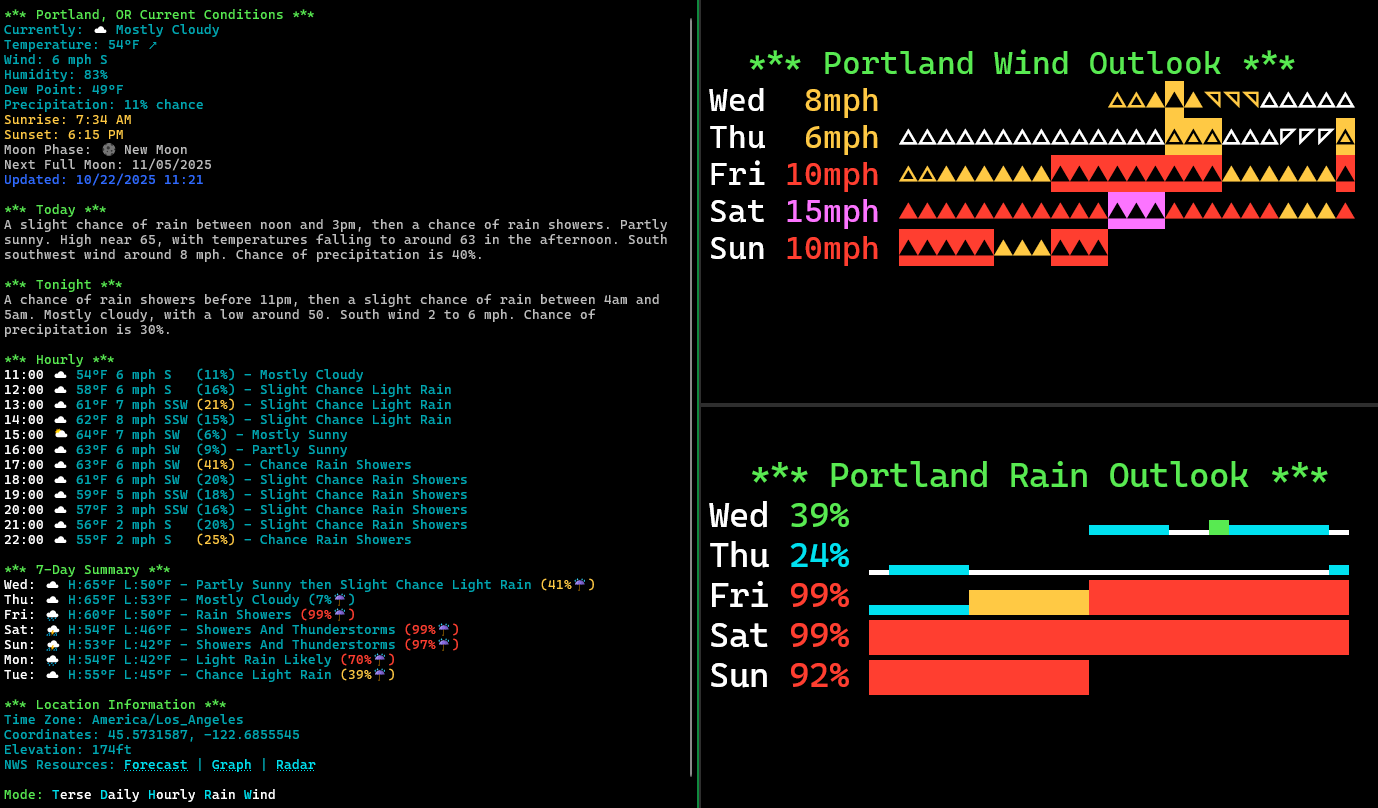 *** Portland, OR Current Conditions ***
Currently: ☁ Mostly Cloudy
Temperature: 54°F ↗
Wind: 6 mph S
Humidity: 83%
Dew Point: 49°F
Precipitation: 11% chance
Sunrise: 7:34 AM
Sunset: 6:15 PM
Moon Phase: 🌑 New Moon
Next Full Moon: 11/05/2025
Updated: 10/22/2025 11:21
*** Today ***
A slight chance of rain between noon and 3pm, then a chance of rain showers. Partly
sunny. High near 65, with temperatures falling to around 63 in the afternoon. South
southwest wind around 8 mph. Chance of precipitation is 40%.
*** Tonight ***
A chance of rain showers before 11pm, then a slight chance of rain between 4am and
5am. Mostly cloudy, with a low around 50. South wind 2 to 6 mph. Chance of
precipitation is 30%.
*** Hourly ***
11:00 ☁ 54°F 6 mph S (11%) - Mostly Cloudy
12:00 ☁ 58°F 6 mph S (16%) - Slight Chance Light Rain
13:00 ☁ 61°F 7 mph SSW (21%) - Slight Chance Light Rain
14:00 ☁ 62°F 8 mph SSW (15%) - Slight Chance Light Rain
15:00 🌤 64°F 7 mph SW (6%) - Mostly Sunny
16:00 ☁ 63°F 6 mph SW (9%) - Partly Sunny
17:00 ☁ 63°F 6 mph SW (41%) - Chance Rain Showers
18:00 ☁ 61°F 6 mph SW (20%) - Slight Chance Rain Showers
19:00 ☁ 59°F 5 mph SSW (18%) - Slight Chance Rain Showers
20:00 ☁ 57°F 3 mph SSW (16%) - Slight Chance Rain Showers
21:00 ☁ 56°F 2 mph S (20%) - Slight Chance Rain Showers
22:00 ☁ 55°F 2 mph S (25%) - Chance Rain Showers
*** 7-Day Summary ***
Wed: ☁ H:65°F L:50°F - Partly Sunny then Slight Chance Light Rain (41%☔)
Thu: ☁ H:65°F L:53°F - Mostly Cloudy (7%☔)
Fri: 🌧 H:60°F L:50°F - Rain Showers (99%☔)
Sat: ⛈ H:54°F L:46°F - Showers And Thunderstorms (99%☔)
Sun: ⛈ H:53°F L:42°F - Showers And Thunderstorms (97%☔)
Mon: 🌧 H:54°F L:42°F - Light Rain Likely (70%☔)
Tue: ☁ H:55°F L:45°F - Chance Light Rain (39%☔)
*** Location Information ***
Time Zone: America/Los_Angeles
Coordinates: 45.5731587, -122.6855545
Elevation: 174ft
NWS Resources: Forecast | Graph | Radar
Mode: Terse Daily Hourly Rain Wind
*** Portland Wind Outlook ***
Wed 8mph
Thu 6mph
Fri 10mph
Sat 15mph
Sun 10mph
*** Portland Rain Outlook ***
Wed 39%
Thu 24%
Fri 99%
Sat 99%
Sun 92%